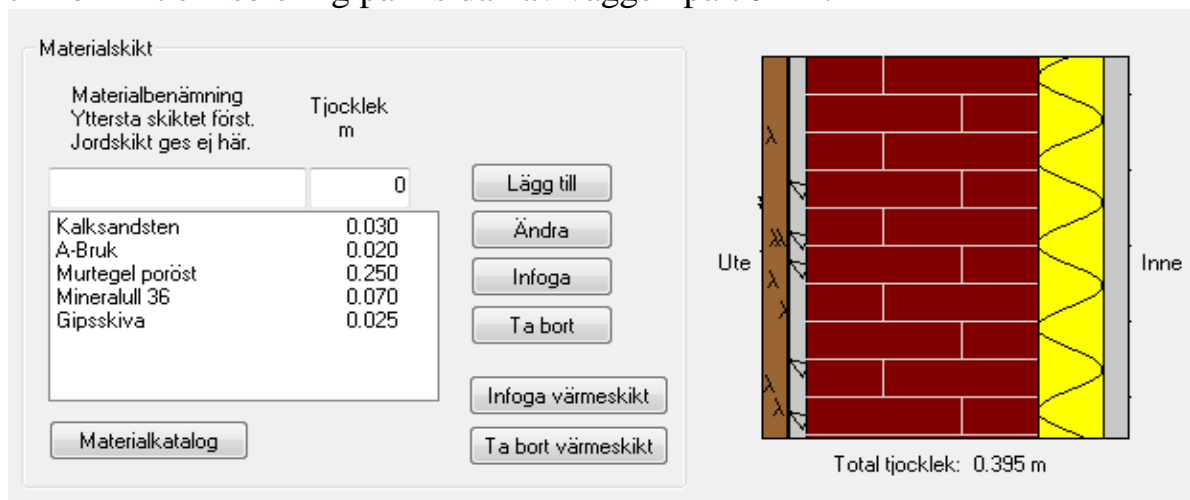 Materialskikt
Materialbenämning
Yttersta skiktet först.
Jordskikt ges ej här.
Tjocklek
m
0
Lägg till
Kalksandsten 0.030
A-Bruk 0.020
Murtegel poröst 0.250
Mineralull 36 0.070
Gipsskiva 0.025
Ändra
Infoga
Ta bort
Infoga värmeskikt
Ta bort värmeskikt
Materialkatalog
Ute
Inne
Total tjocklek: 0.395 m